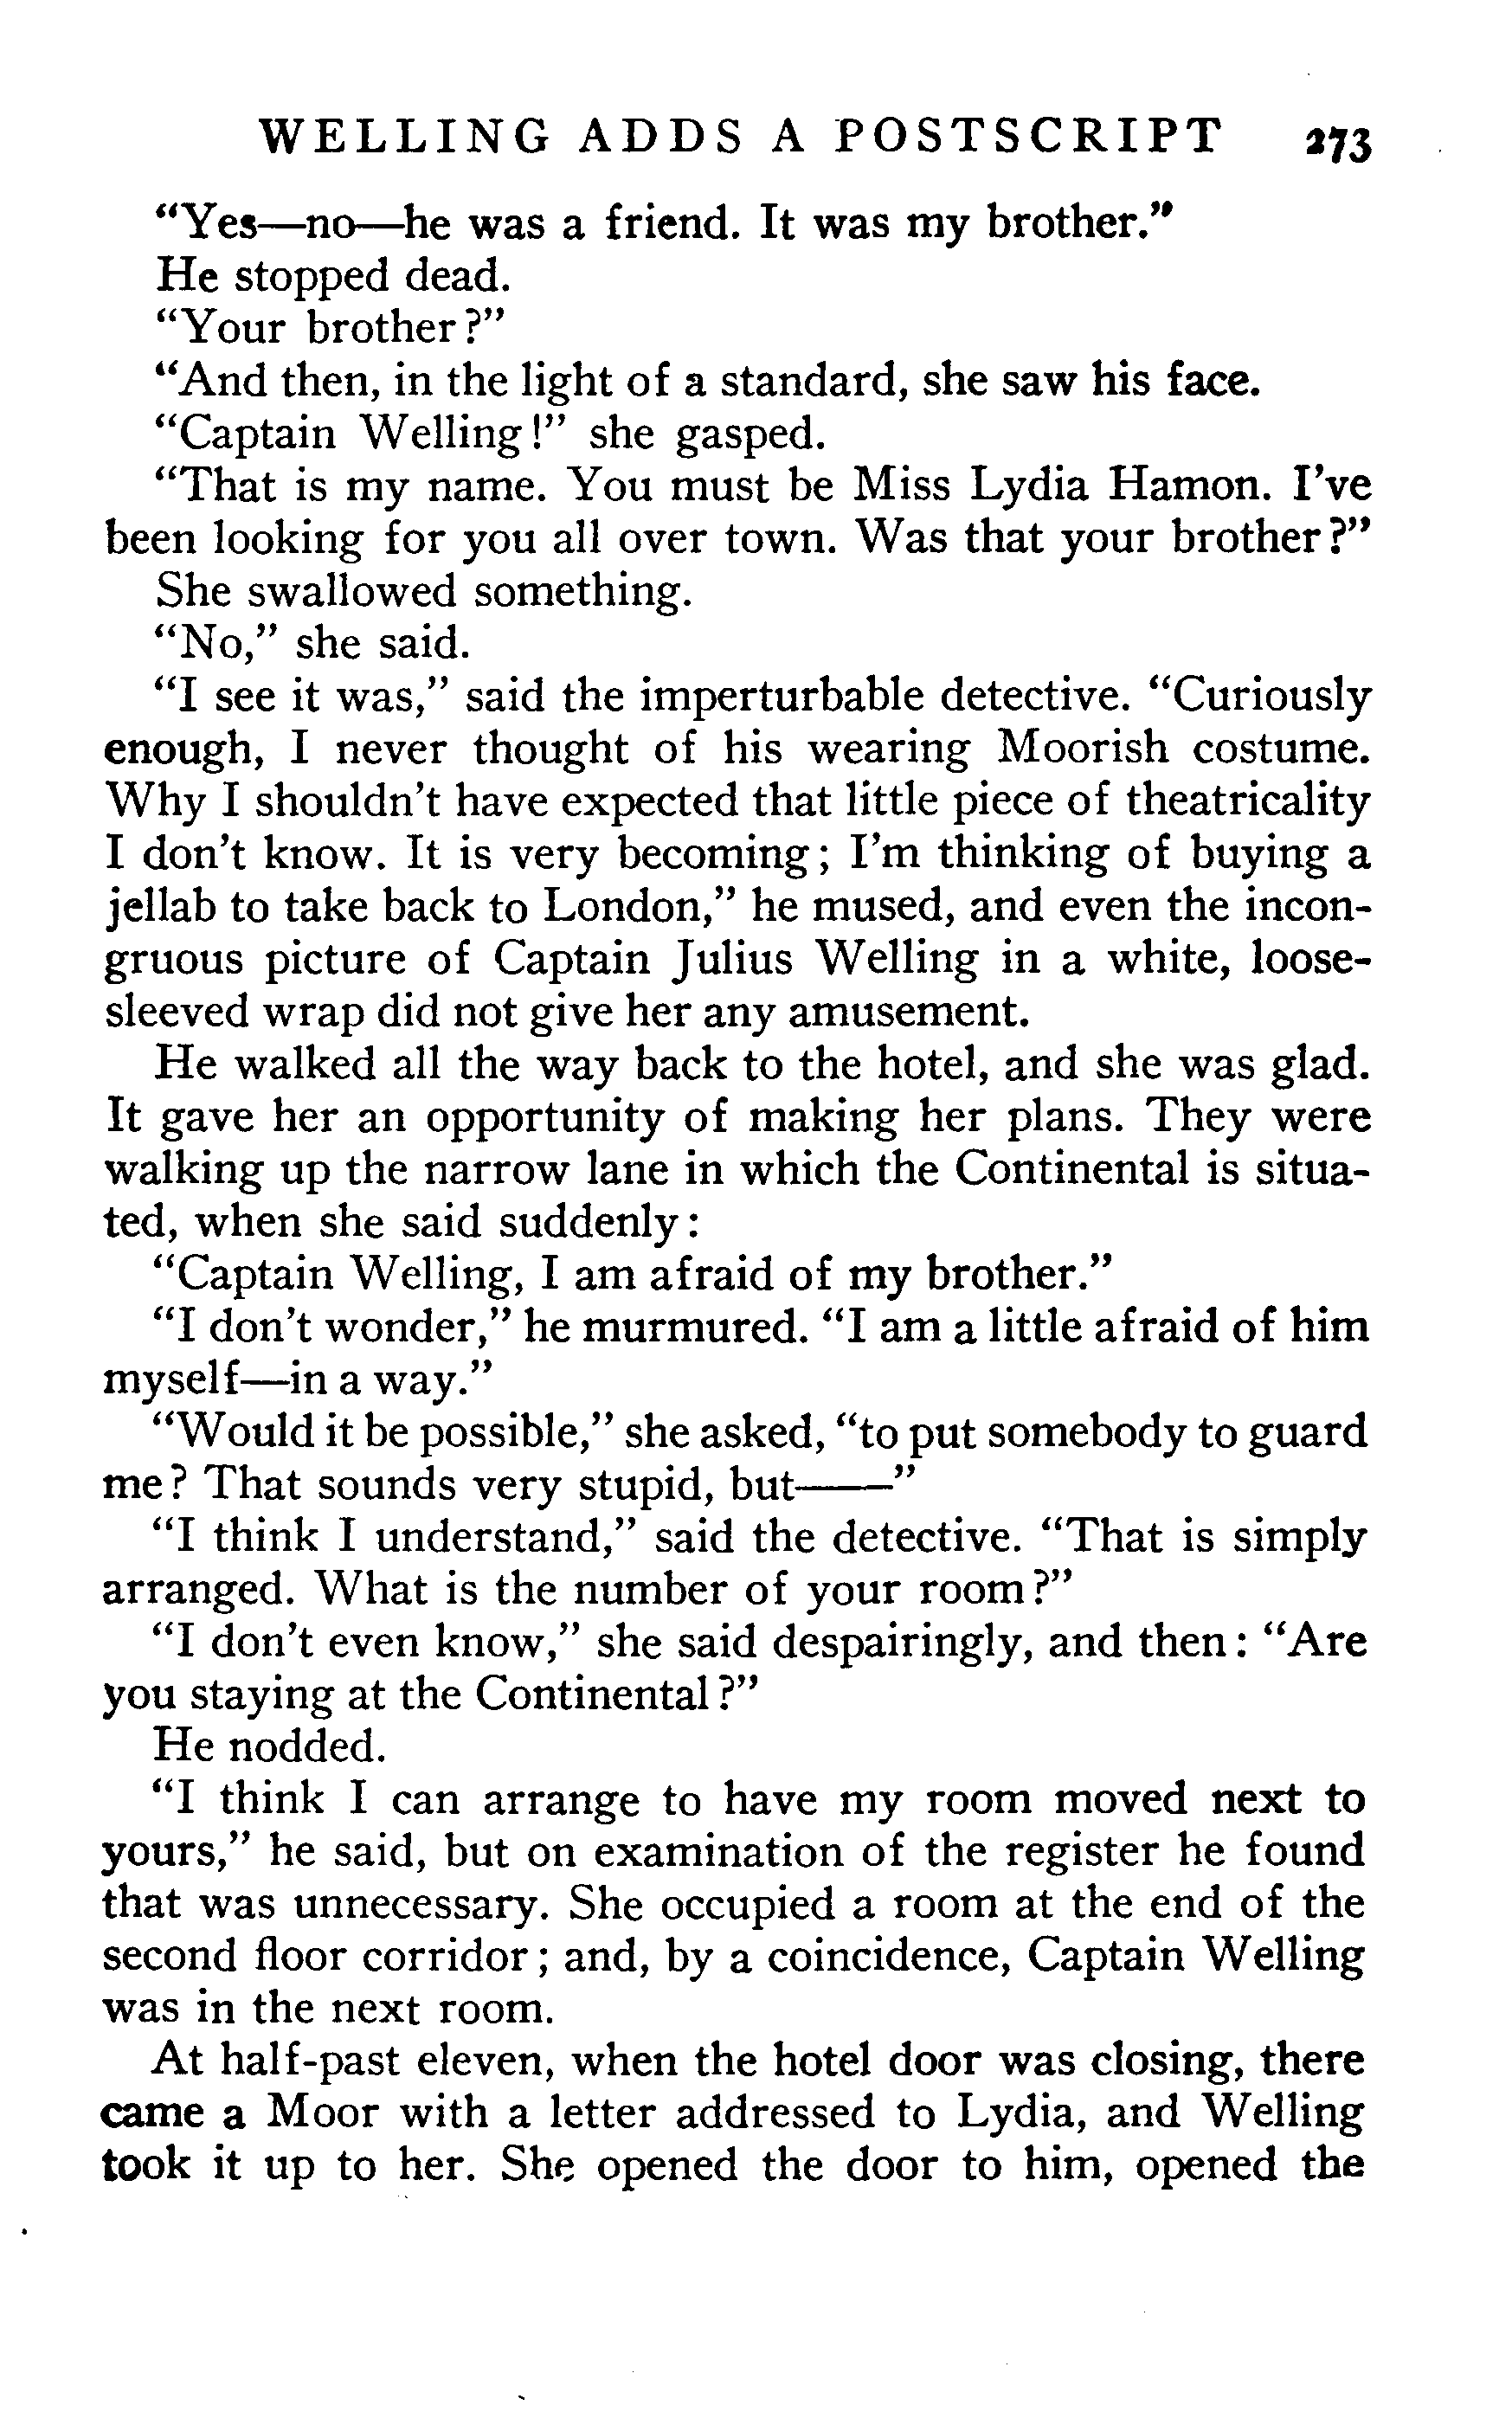 WELLING ADDS A POSTSCRIPT 273
"Yes—no—he was a friend. It was my brother."
He stopped dead.
"Your brother?"
"And then, in the light of a standard, she saw his face.
"Captain Welling!" she gasped.
"That is my name. You must be Miss Lydia Hamon. I've
been looking for you all over town. Was that your brother?"
She swallowed something.
"No," she said.
"I see it was," said the imperturbable detective. "Curiously
enough, I never thought of his wearing Moorish costume.
Why I shouldn't have expected that little piece of theatricality
I don't know. It is very becoming; I'm thinking of buying a
jellab to take back to London," he mused, and even the incon-
gruous picture of Captain Julius Welling in a white, loose-
sleeved wrap did not give her any amusement.
He walked all the way back to the hotel, and she was glad.
It gave her an opportunity of making her plans. They were
walking up the narrow lane in which the Continental is situa-
ted, when she said suddenly:
"Captain Welling, I am afraid of my brother."
"I don't wonder," he murmured. "I am a little afraid of him
myself—in a way."
"Would it be possible," she asked, "to put somebody to guard
me? That sounds very stupid, but——"
"I think I understand," said the detective. "That is simply
arranged. What is the number of your room?"
"I don't even know," she said despairingly, and then: "Are
you staying at the Continental?"
He nodded.
"I think I can arrange to have my room moved next to
yours," he said, but on examination of the register he found
that was unnecessary. She occupied a room at the end of the
second floor corridor; and, by a coincidence, Captain Welling
was in the next room.
At half-past eleven, when the hotel door was closing, there
came a Moor with a letter addressed to Lydia, and Welling
took it up to her. She opened the door to him, opened the